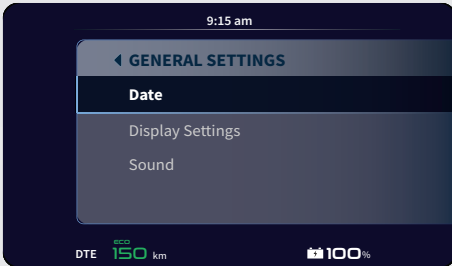 9:15 am
GENERAL SETTINGS
Date
Display Settings
Sound
ECO
DTE 150 km 100%